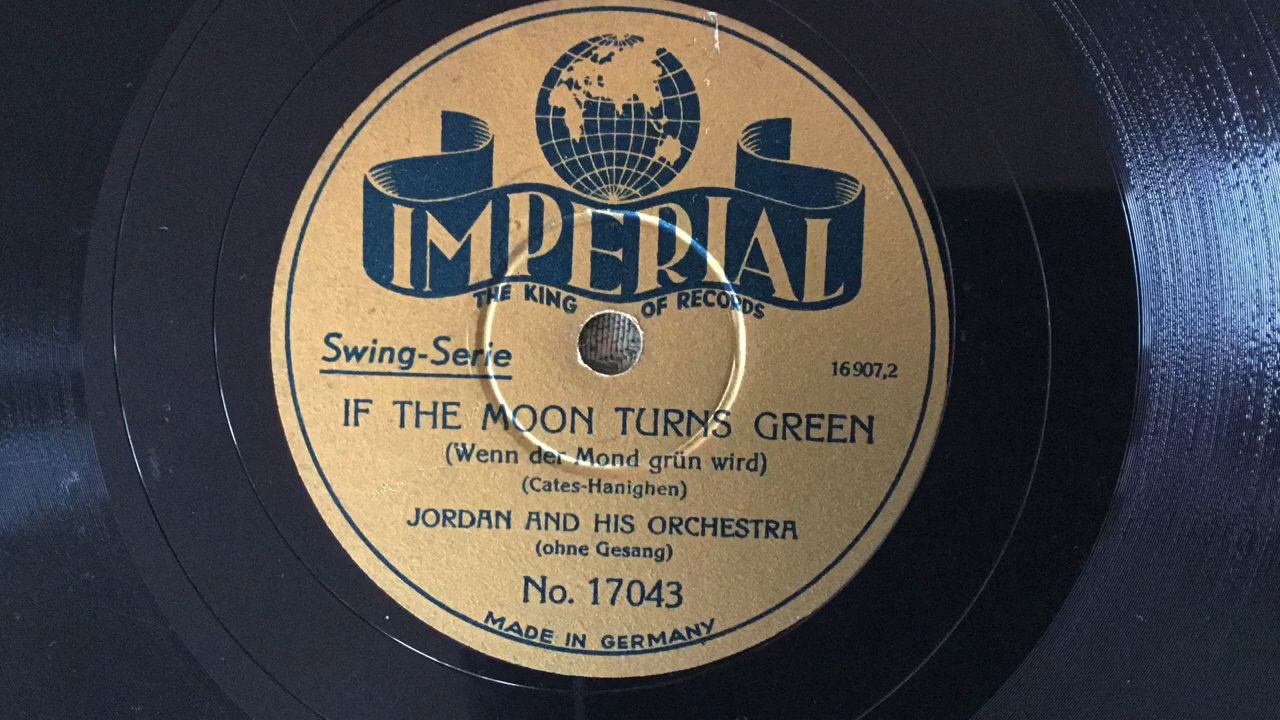 IMPERIAL
THE KING OF RECORDS
Swing-Serie
16907,2
IF THE MOON TURNS GREEN
(Wenn der Mond grün wird)
(Cates-Hanighen)
JORDAN AND HIS ORCHESTRA
(ohne Gesang)
No. 17043
MADE IN GERMANY